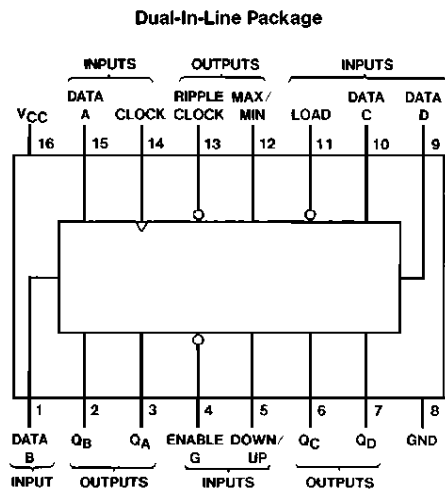 Dual-In-Line Package
INPUTS OUTPUTS INPUTS
DATA RIPPLE MAX/ DATA DATA
VCC A CLOCK CLOCK MIN LOAD C D
16 15 14 13 12 11 10 9
1 2 3 4 5 6 7 8
DATA QB QA ENABLE DOWN/ QC QD GND
B G UP
INPUT OUTPUTS INPUTS OUTPUTS